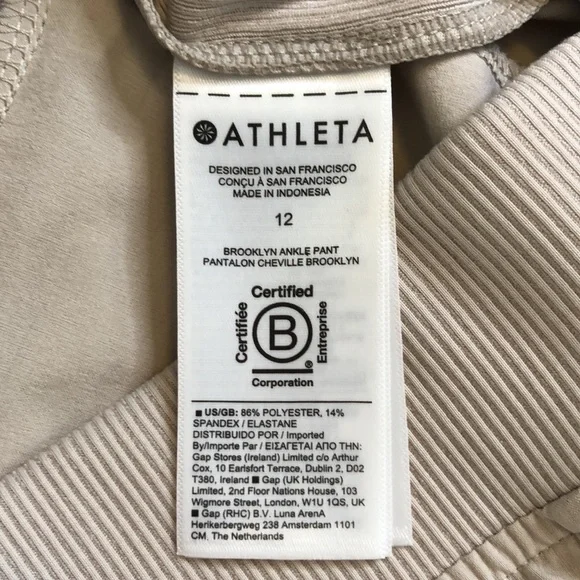 ATHLETA
DESIGNED IN SAN FRANCISCO
CONÇU À SAN FRANCISCO
MADE IN INDONESIA
12
BROOKLYN ANKLE PANT
PANTALON CHEVILLE BROOKLYN
Certified
Certifiée
B
Entreprise
®
Corporation
■ US/GB: 86% POLYESTER, 14%
SPANDEX / ELASTANE
DISTRIBUIDO POR / Imported
By/Importe Par / ΕΙΣΑΓΕΤΑΙ ΑΠΟ ΤΗΝ:
Gap Stores (Ireland) Limited c/o Arthur
Cox, 10 Earlsfort Terrace, Dublin 2, D02
T380, Ireland ■ Gap (UK Holdings)
Limited, 2nd Floor Nations House, 103
Wigmore Street, London, W1U 1QS, UK
■ Gap (RHC) B.V. Luna ArenA
Herikerbergweg 238 Amsterdam 1101
CM, The Netherlands